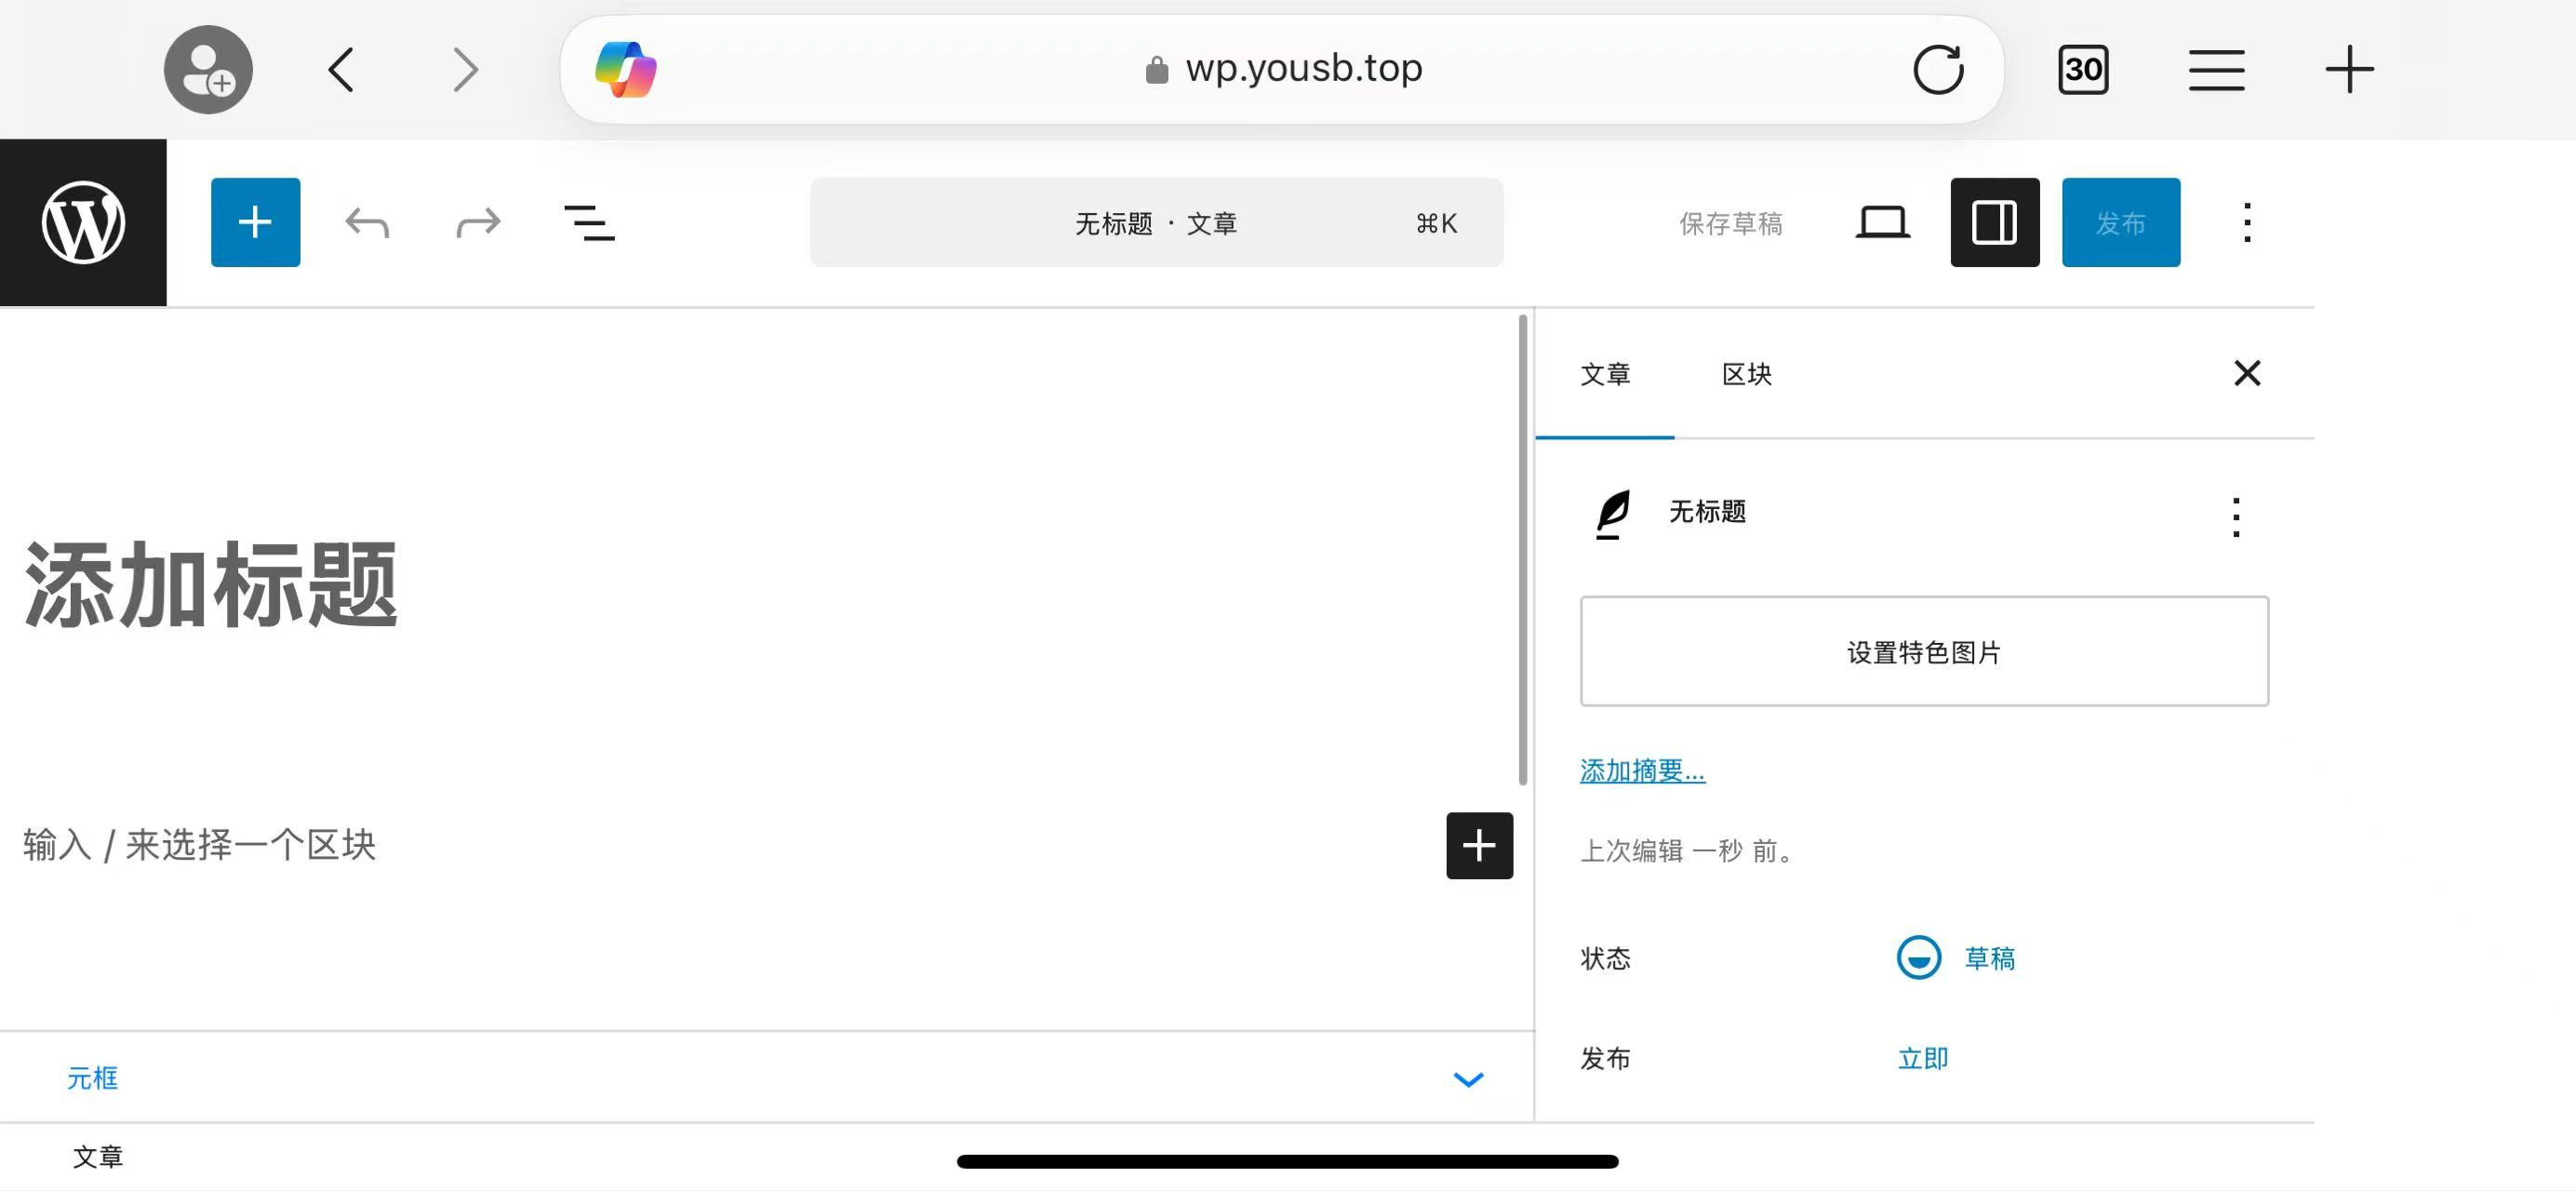 wp.yousb.top
30
无标题 · 文章 ⌘K
保存草稿
发布
文章 区块
无标题
添加标题
设置特色图片
添加摘要...
输入 / 来选择一个区块
上次编辑 一秒 前。
状态 草稿
发布 立即
元框
文章